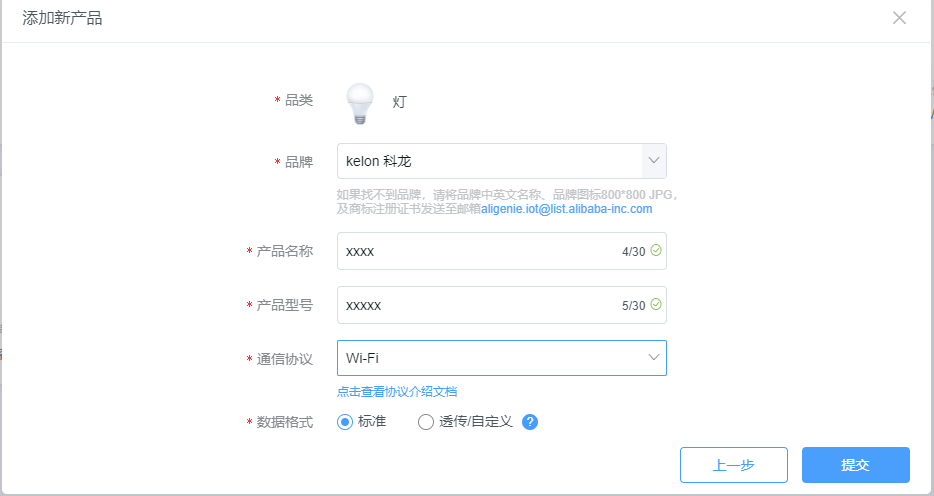 添加新产品
* 品类 灯
* 品牌 kelon 科龙
如果找不到品牌，请将品牌中英文名称、品牌图标800*800 JPG，
及商标注册证书发送至邮箱aligenie.iot@list.alibaba-inc.com
* 产品名称 xxxx 4/30
* 产品型号 xxxxx 5/30
* 通信协议 Wi-Fi
点击查看协议介绍文档
* 数据格式 标准 透传/自定义 ?
上一步 提交